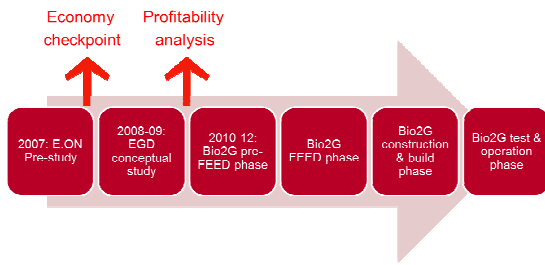 Economy
checkpoint
Profitability
analysis
2007: E.ON
Pre-study
2008-09:
EGD
conceptual
study
2010 12:
Bio2G pre-
FEED phase
Bio2G
FEED phase
Bio2G
construction
& build
phase
Bio2G test &
operation
phase